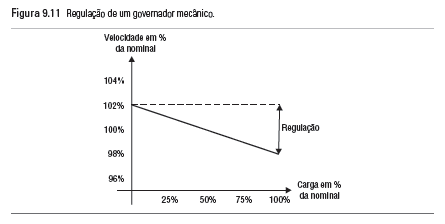 Figura 9.11 Regulação de um governador mecânico.
Velocidade em %
da nominal
104%
102%
100%
Regulação
98%
96%
Carga em %
da nominal
25% 50% 75% 100%